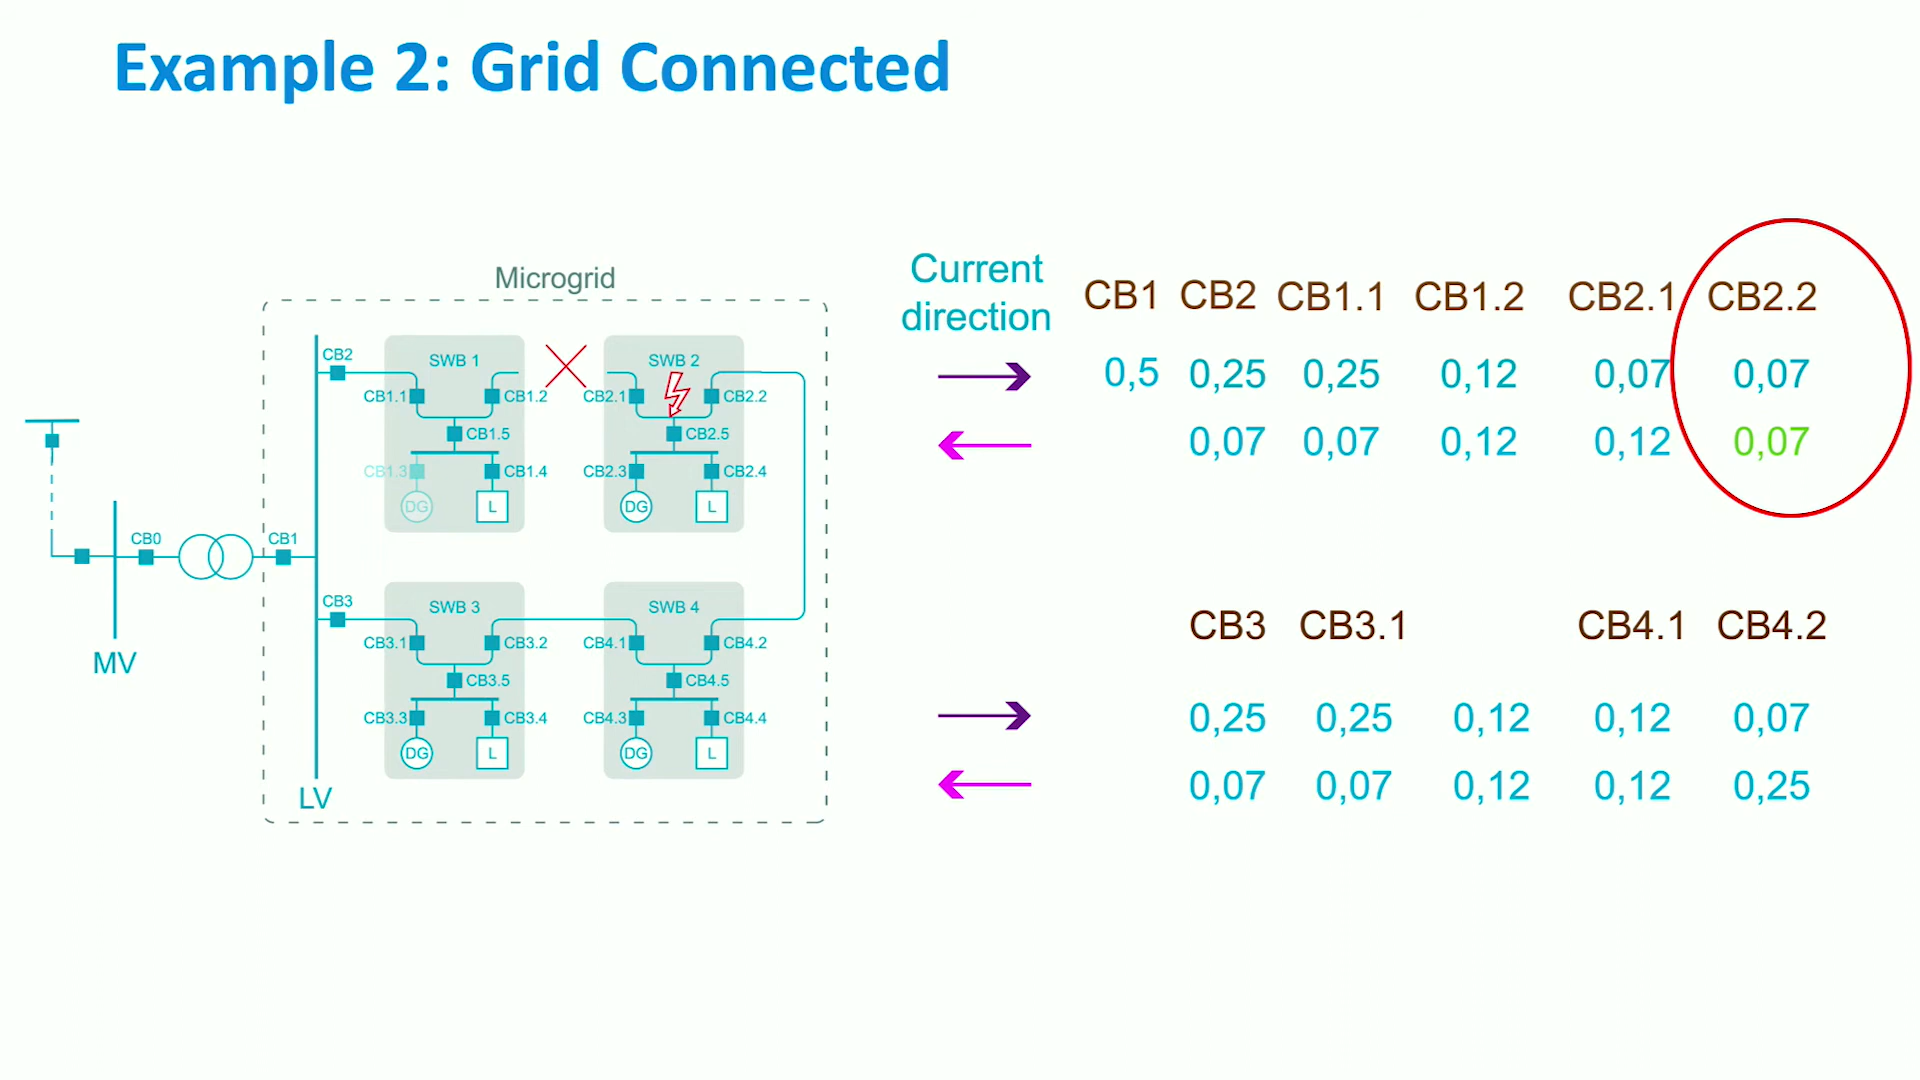 Example 2: Grid Connected
Microgrid
CB2
SWB 1
SWB 2
CB1.1
CB1.2
CB2.1
CB2.2
CB1.5
CB2.5
CB1.3
CB1.4
CB2.3
CB2.4
DG
L
DG
L
CB0
CB1
CB3
SWB 3
SWB 4
CB3.1
CB3.2
CB4.1
CB4.2
MV
CB3.5
CB4.5
CB3.3
CB3.4
CB4.3
CB4.4
DG
L
DG
L
LV
Current
direction
CB1 CB2 CB1.1 CB1.2 CB2.1 CB2.2
0,5 0,25 0,25 0,12 0,07 0,07
0,07 0,07 0,12 0,12 0,07
CB3 CB3.1 CB4.1 CB4.2
0,25 0,25 0,12 0,12 0,07
0,07 0,07 0,12 0,12 0,25